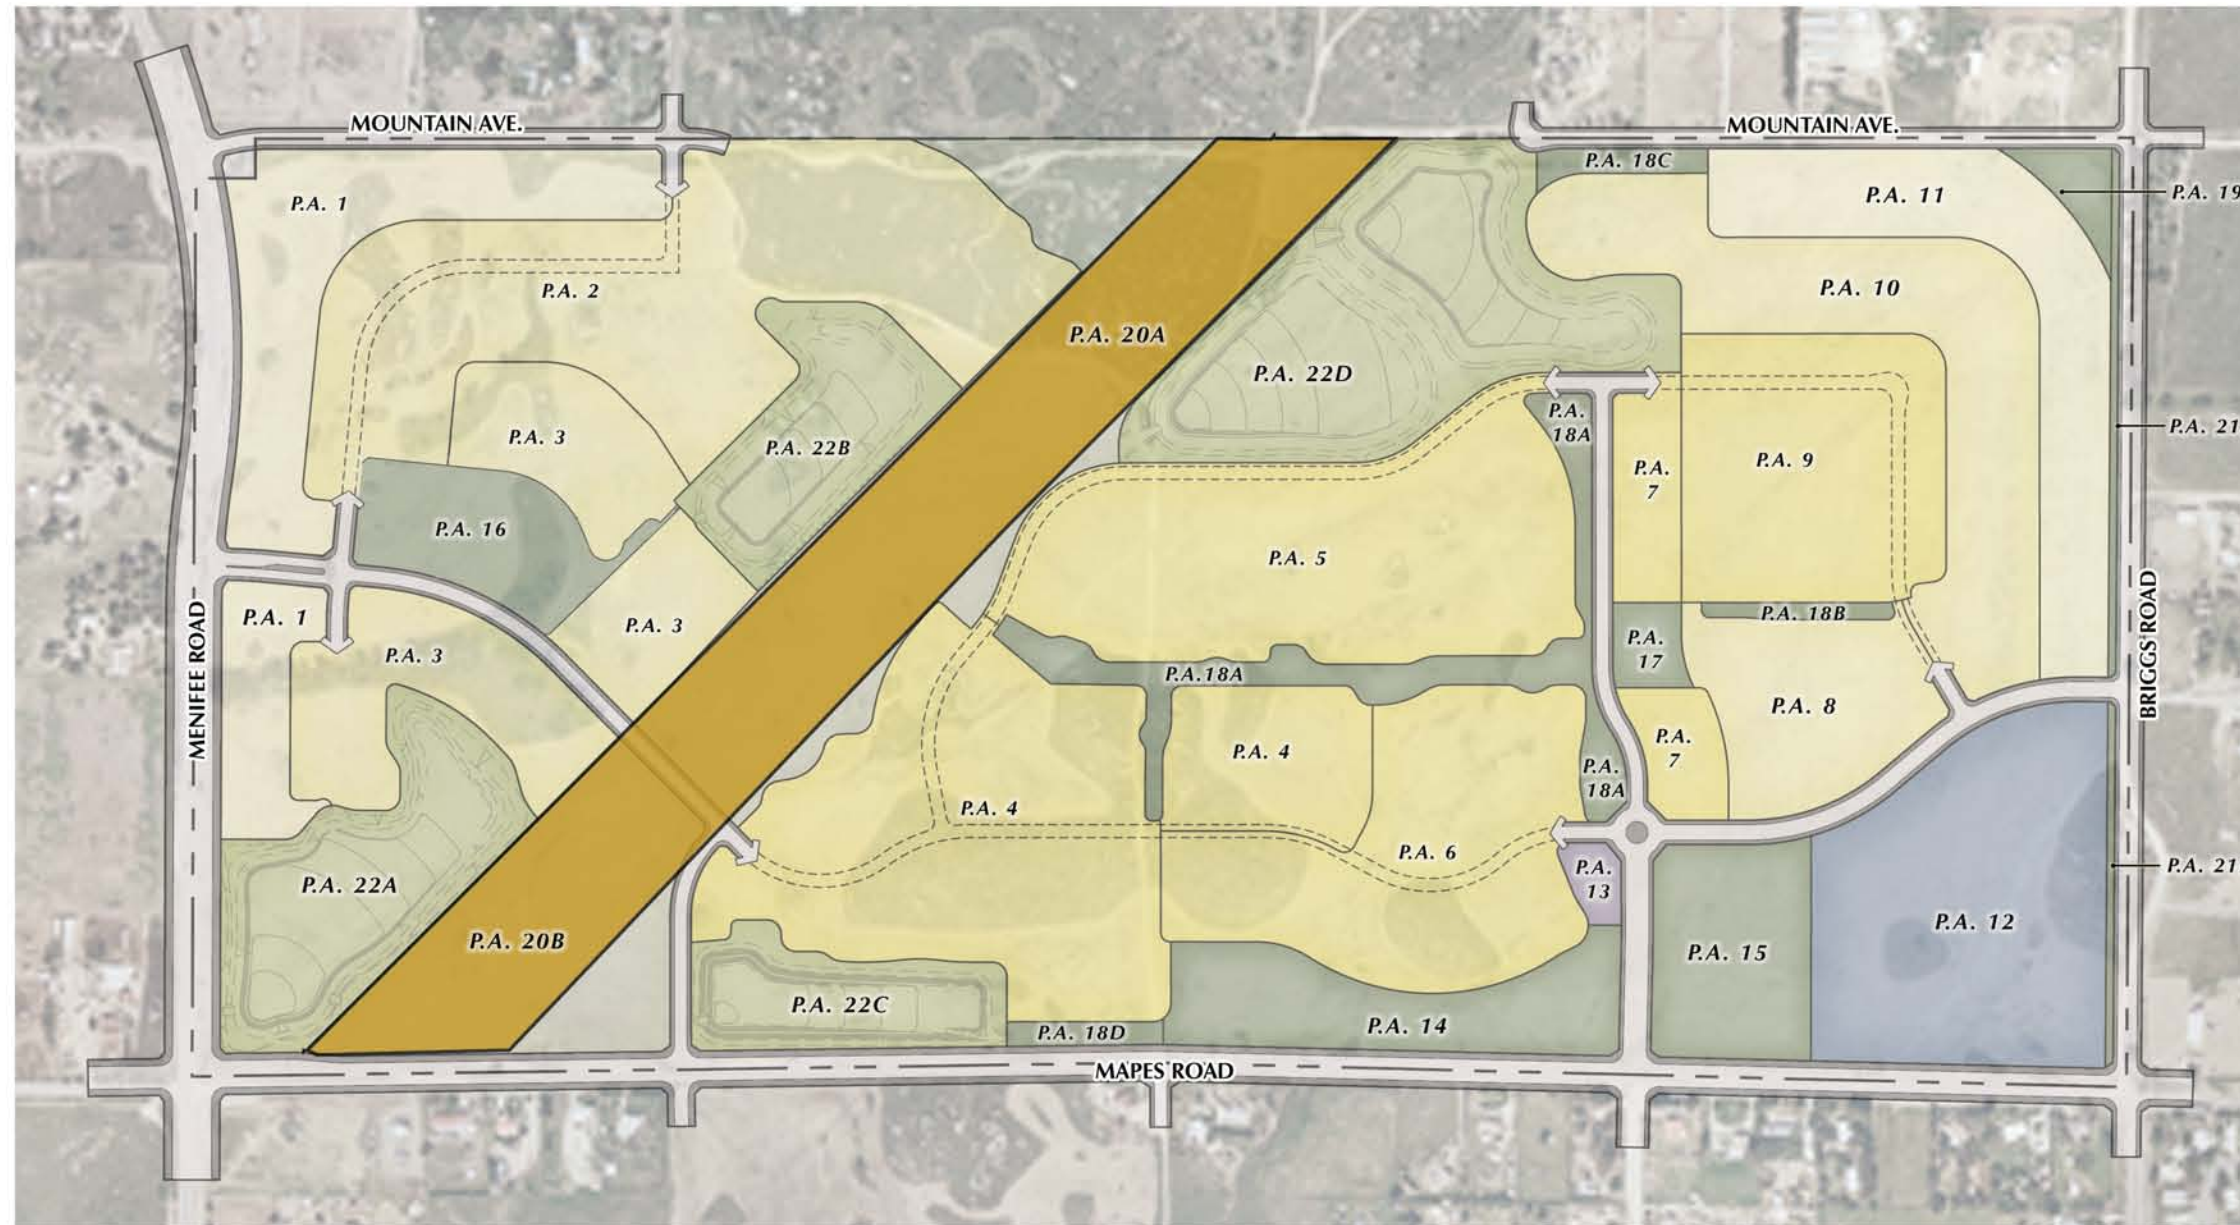 MOUNTAIN AVE.
MOUNTAIN AVE.
P.A. 18C
P.A. 11
P.A. 19
P.A. 1
P.A. 2
P.A. 10
P.A. 20A
P.A. 22D
P.A.
18A
P.A. 21
P.A. 3
P.A. 22B
P.A.
7
P.A. 9
P.A. 16
P.A. 5
MENIFEE ROAD
P.A. 1
P.A. 3
P.A. 3
P.A. 18B
P.A.
17
BRIGGS ROAD
P.A.18A
P.A. 8
P.A. 4
P.A.
7
P.A.
18A
P.A. 4
P.A. 6
P.A. 21
P.A. 22A
P.A.
13
P.A. 20B
P.A. 12
P.A. 15
P.A. 22C
P.A. 18D
P.A. 14
MAPES ROAD